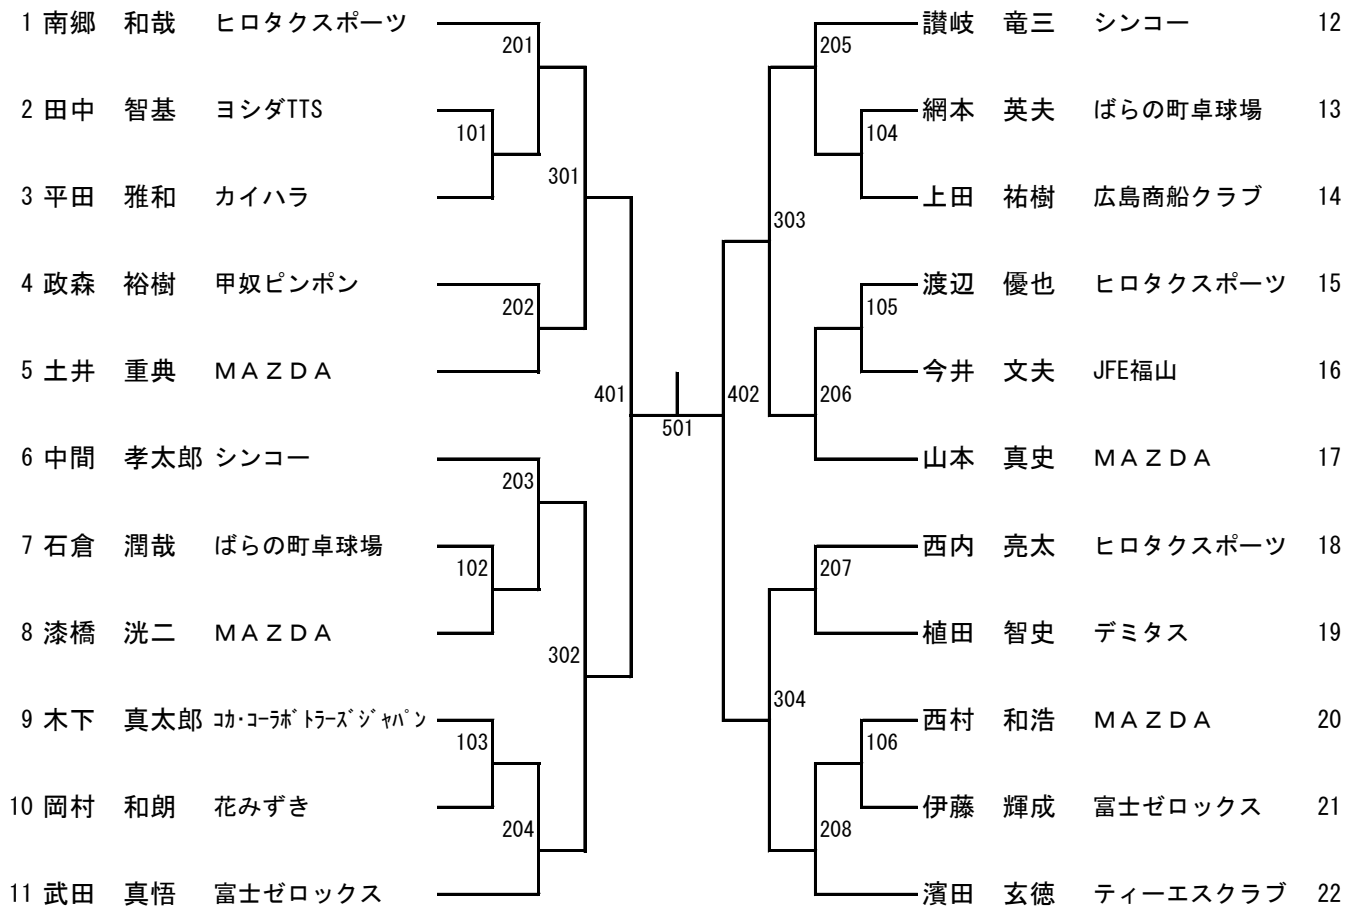 1 南郷 和哉 ヒロタクスポーツ
201
2 田中 智基 ヨシダTTS
101
3 平田 雅和 カイハラ
301
4 政森 裕樹 甲奴ピンポン
202
5 土井 重典 ＭＡＺＤＡ
401
6 中間 孝太郎 シンコー
203
7 石倉 潤哉 ばらの町卓球場
102
8 漆橋 洸二 ＭＡＺＤＡ
302
9 木下 真太郎 ｺｶ･ｺｰﾗﾎﾞﾄﾗｰｽﾞｼﾞｬﾊﾟﾝ
103
10 岡村 和朗 花みずき
204
11 武田 真悟 富士ゼロックス
501
讃岐 竜三 シンコー 12
205
網本 英夫 ばらの町卓球場 13
104
上田 祐樹 広島商船クラブ 14
303
渡辺 優也 ヒロタクスポーツ 15
105
今井 文夫 JFE福山 16
402
206
山本 真史 ＭＡＺＤＡ 17
西内 亮太 ヒロタクスポーツ 18
207
植田 智史 デミタス 19
304
西村 和浩 ＭＡＺＤＡ 20
106
伊藤 輝成 富士ゼロックス 21
208
濱田 玄徳 ティーエスクラブ 22